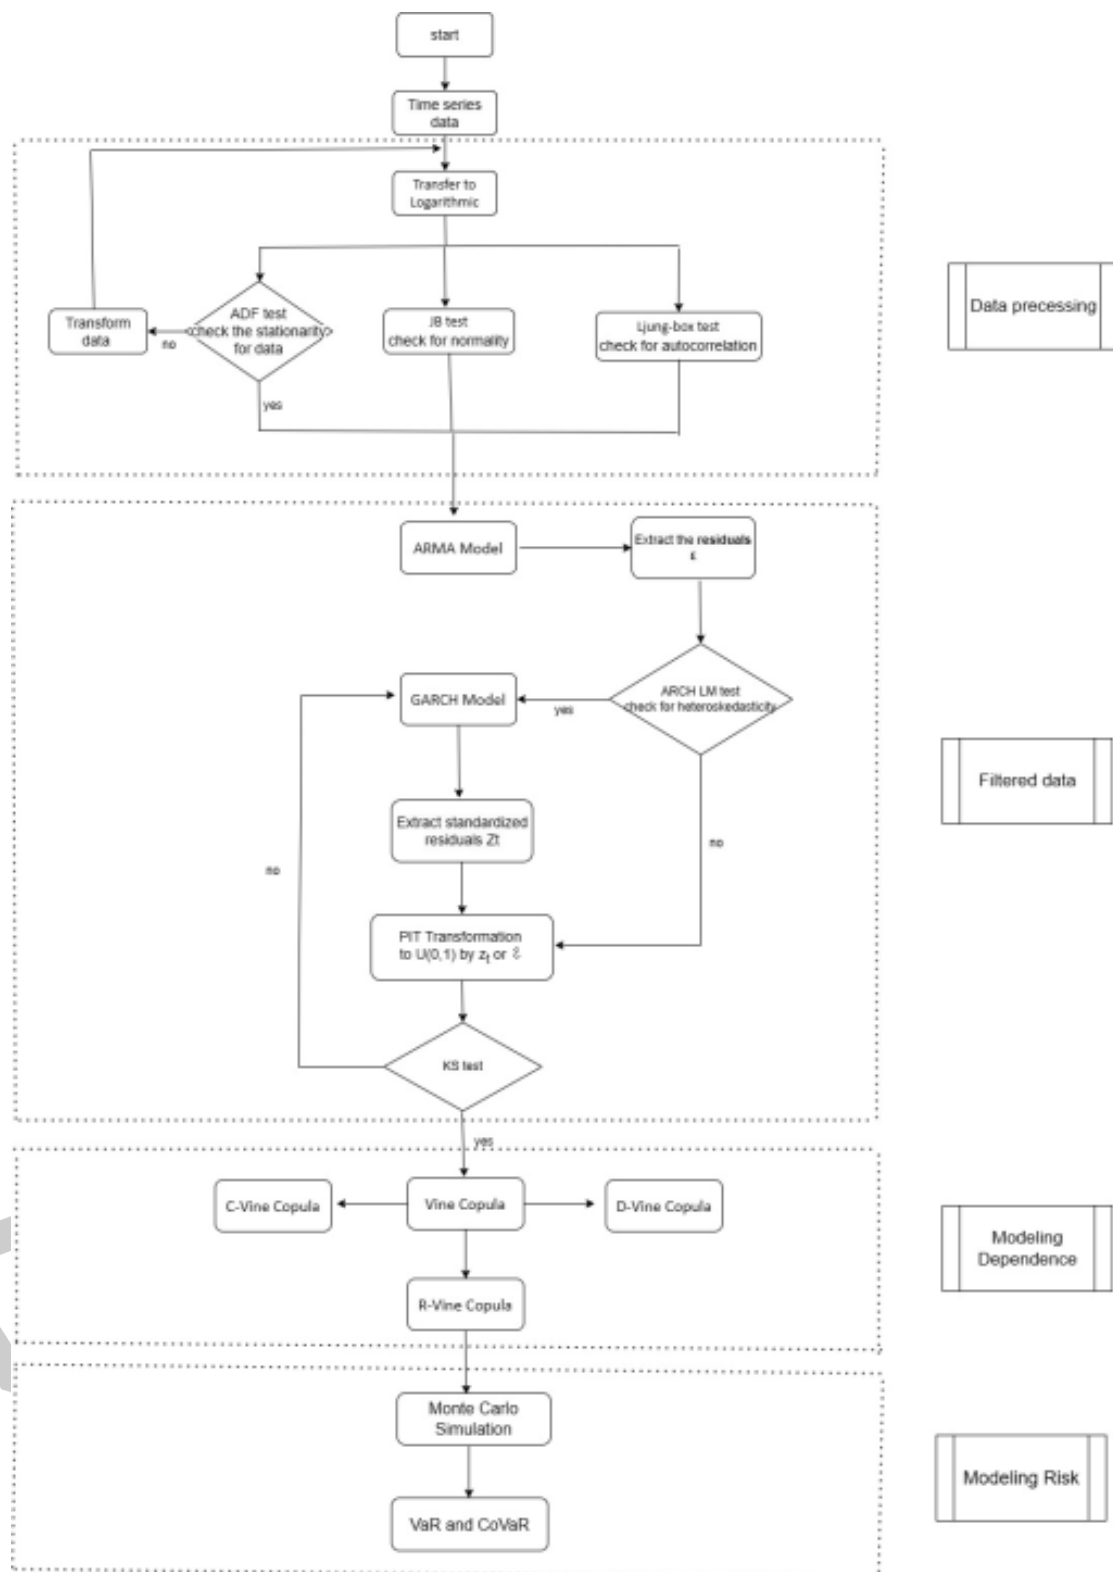 start
Time series
data
Transfer to
Logarithmic
ADF test
check the stationarity
for data
Transform
data
no
yes
JB test
check for normality
Ljung-box test
check for autocorrelation
Data precessing
ARMA Model
Extract the residuals
ε
ARCH LM test
check for heteroskedasticity
yes
no
GARCH Model
Extract standardized
residuals Zt
PIT Transformation
to U(0,1) by zt or ε
no
KS test
yes
Filtered data
C-Vine Copula
Vine Copula
D-Vine Copula
R-Vine Copula
Modeling
Dependence
Monte Carlo
Simulation
VaR and CoVaR
Modeling Risk